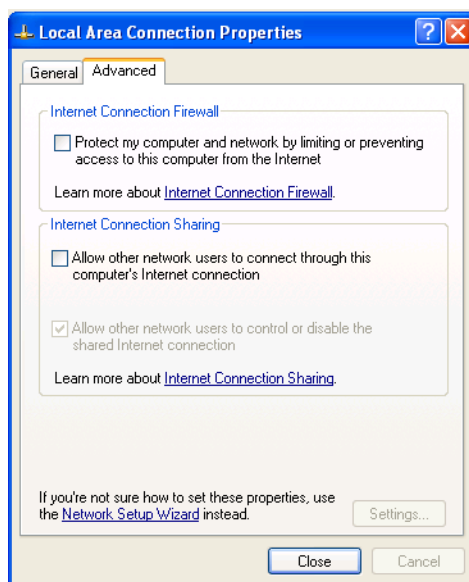 Local Area Connection Properties
General Advanced
Internet Connection Firewall
Protect my computer and network by limiting or preventing
access to this computer from the Internet
Learn more about Internet Connection Firewall.
Internet Connection Sharing
Allow other network users to connect through this
computer's Internet connection
Allow other network users to control or disable the
shared Internet connection
Learn more about Internet Connection Sharing.
If you're not sure how to set these properties, use
the Network Setup Wizard instead.
Settings...
Close Cancel